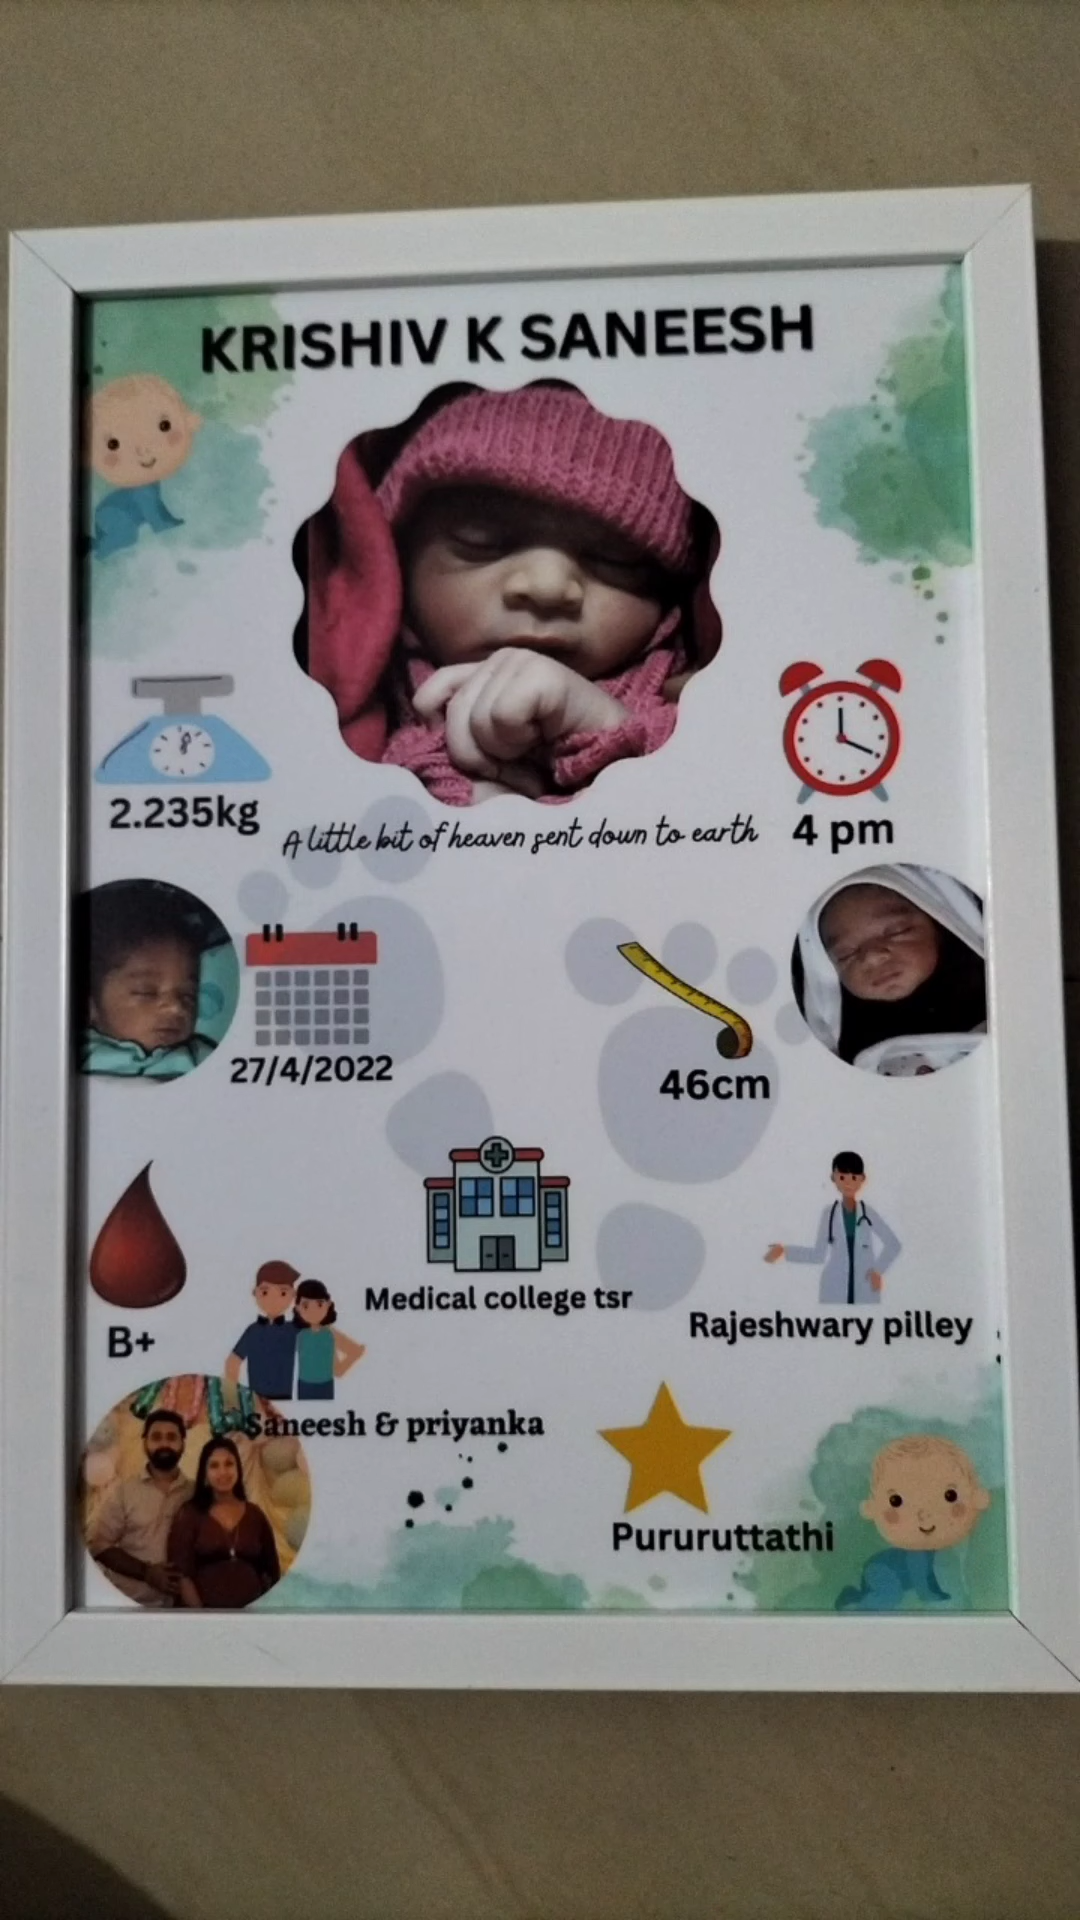 KRISHIV K SANEESH
2.235kg
A little bit of heaven sent down to earth
4 pm
27/4/2022
46cm
Medical college tsr
B+
Rajeshwary pilley
Saneesh & priyanka
Pururuttathi